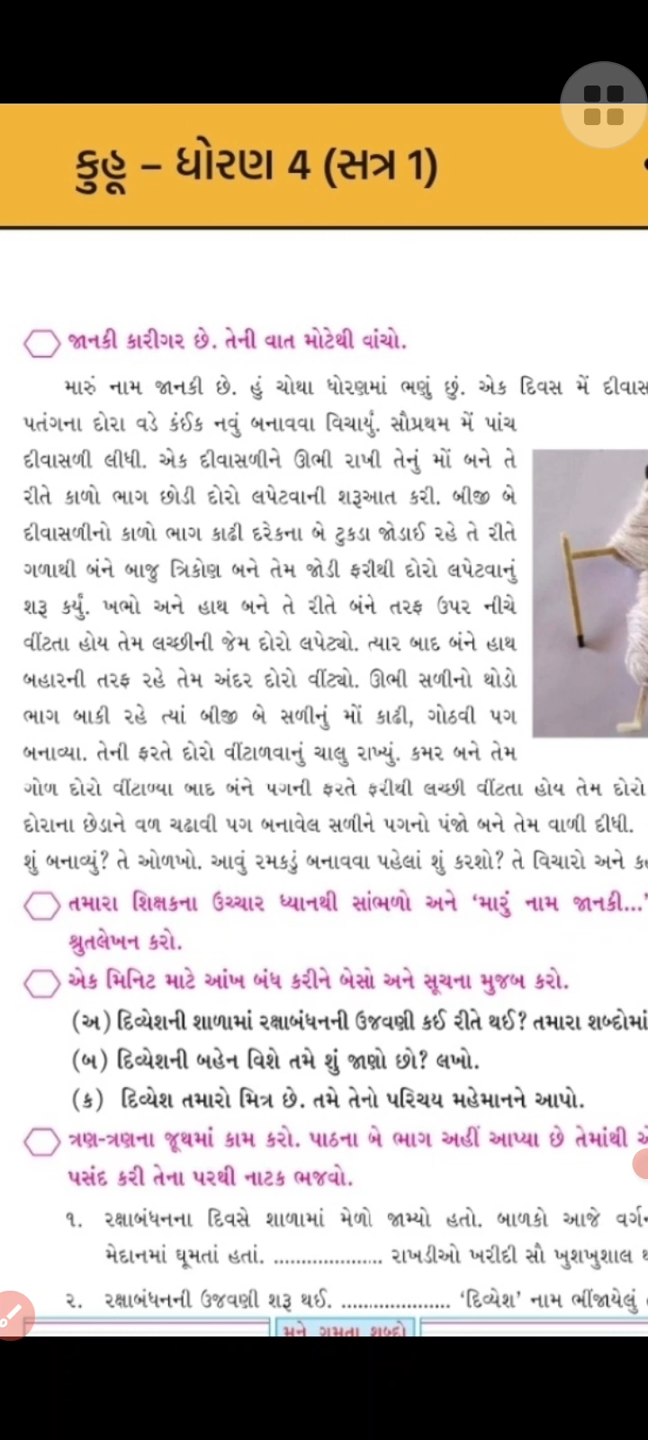 કુહૂ – ધોરણ 4 (સત્ર 1)
જાનકી કારીગર છે. તેની વાત મોટેથી વાંચો.
મારું નામ જાનકી છે. હું ચોથા ધોરણમાં ભણું છું. એક દિવસ મેં
પતંગના દોરા વડે કંઈક નવું બનાવવા વિચાર્યું. સૌપ્રથમ મેં પાંચ
દીવાસળી લીધી. એક દીવાસળીને ઊભી રાખી તેનું મોં બને તે
રીતે કાળો ભાગ છોડી દોરો લપેટવાની શરૂઆત કરી. બીજી બે
દીવાસળીનો કાળો ભાગ કાઢી દરેકના બે ટુકડા જોડાઈ રહે તે રીતે
ગળાથી બંને બાજુ ત્રિકોણ બને તેમ જોડી ફરીથી દોરો લપેટવાનું
શરૂ કર્યું. ખભો અને હાથ બને તે રીતે બંને તરફ ઉપર નીચે
વીંટતા હોય તેમ લચ્છીની જેમ દોરો લપેટ્યો. ત્યાર બાદ બંને હાથ
બહારની તરફ રહે તેમ અંદર દોરો વીંટ્યો. ઊભી સળીનો થોડો
ભાગ બાકી રહે ત્યાં બીજી બે સળીનું મોં કાઢી, ગોઠવી પગ
બનાવ્યા. તેની ફરતે દોરો વીંટાળવાનું ચાલુ રાખ્યું. કમર બને તેમ
ગોળ દોરો વીંટાળ્યા બાદ બંને પગની ફરતે ફરીથી લચ્છી વીંટતા હોય તેમ દોરો
દોરાના છેડાને વળ ચઢાવી પગ બનાવેલ સળીને પગનો પંજો બને તેમ વાળી દીધી.
શું બનાવ્યું? તે ઓળખો. આવું રમકડું બનાવવા પહેલાં શું કરશો? તે વિચારો અને
તમારા શિક્ષકના ઉચ્ચાર ધ્યાનથી સાંભળો અને ‘મારું નામ જાનકી...’
શ્રુતલેખન કરો.
એક મિનિટ માટે આંખ બંધ કરીને બેસો અને સૂચના મુજબ કરો.
(અ) દિવ્યેશની શાળામાં રક્ષાબંધનની ઉજવણી કઈ રીતે થઈ? તમારા શબ્દોમાં
(બ) દિવ્યેશની બહેન વિશે તમે શું જાણો છો? લખો.
(ક) દિવ્યેશ તમારો મિત્ર છે. તમે તેનો પરિચય મહેમાનને આપો.
ત્રણ-ત્રણના જૂથમાં કામ કરો. પાઠના બે ભાગ અહીં આપ્યા છે તેમાંથી
પસંદ કરી તેના પરથી નાટક ભજવો.
૧. રક્ષાબંધનના દિવસે શાળામાં મેળો જામ્યો હતો. બાળકો આજે
મેદાનમાં ઘૂમતાં હતાં. .................... રાખડીઓ ખરીદી સૌ ખુશખુશાલ
૨. રક્ષાબંધનની ઉજવણી શરૂ થઈ. .................... ‘દિવ્યેશ’ નામ ભીંજાયેલું
મને ગમતા શબ્દો